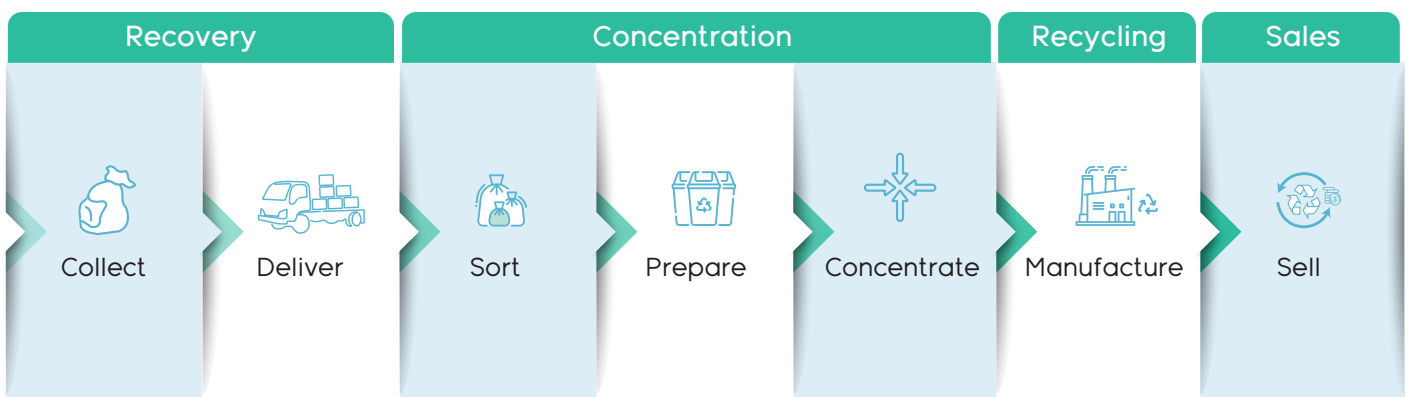 Recovery
Concentration
Recycling
Sales
Collect
Deliver
Sort
Prepare
Concentrate
Manufacture
Sell